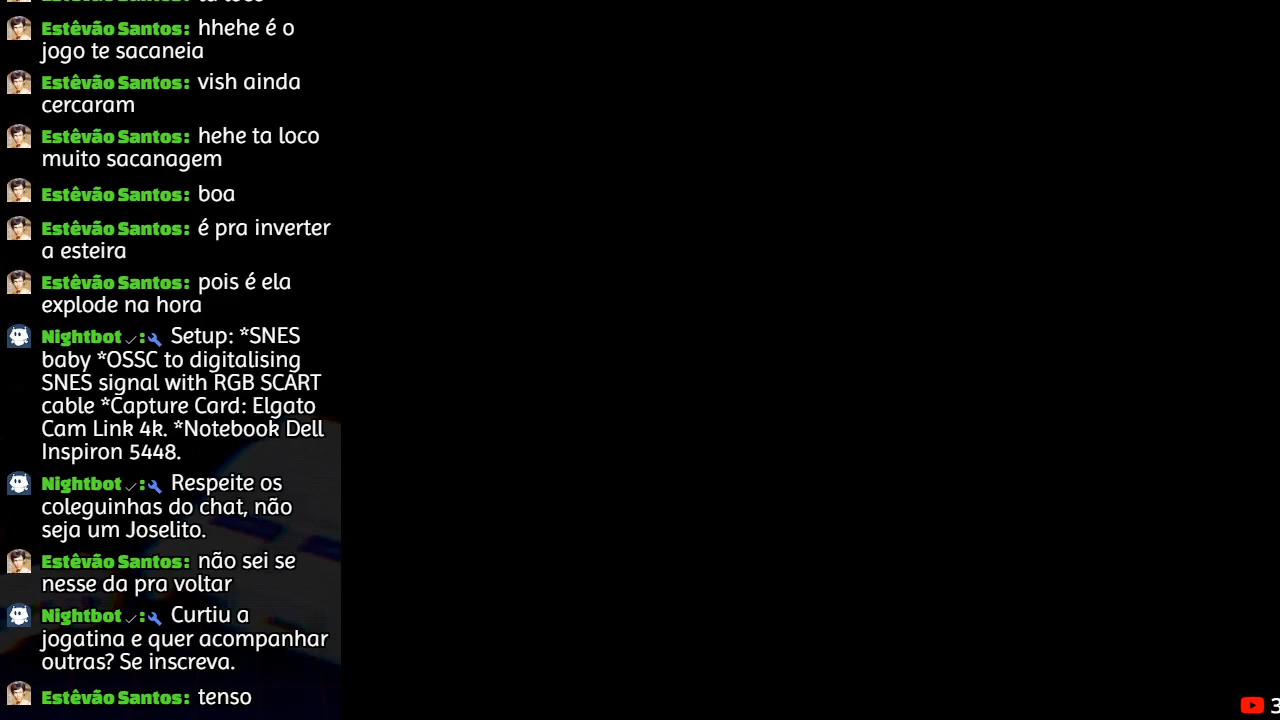 ta loco
Estêvão Santos: hhehe é o
jogo te sacaneia
Estêvão Santos: vish ainda
cercaram
Estêvão Santos: hehe ta loco
muito sacanagem
Estêvão Santos: boa
Estêvão Santos: é pra inverter
a esteira
Estêvão Santos: pois é ela
explode na hora
Nightbot: Setup: *SNES
baby *OSSC to digitalising
SNES signal with RGB SCART
cable *Capture Card: Elgato
Cam Link 4k. *Notebook Dell
Inspiron 5448.
Nightbot: Respeite os
coleguinhas do chat, não
seja um Joselito.
Estêvão Santos: não sei se
nesse da pra voltar
Nightbot: Curtiu a
jogatina e quer acompanhar
outras? Se inscreva.
Estêvão Santos: tenso
3